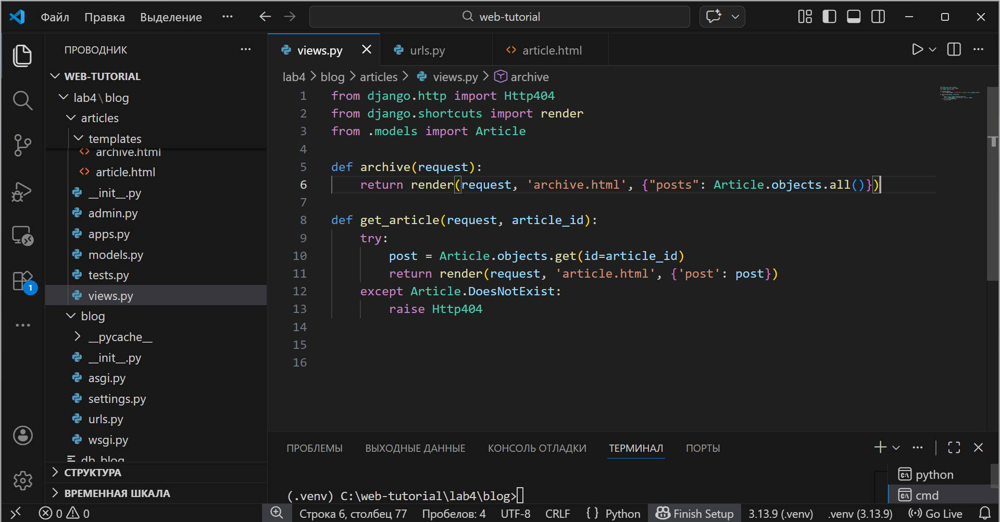 Файл Правка Выделение ··· web-tutorial
ПРОВОДНИК ···
WEB-TUTORIAL
lab4\blog
articles
templates
archive.html
article.html
__init__.py
admin.py
apps.py
models.py
tests.py
views.py
blog
__pycache__
__init__.py
asgi.py
settings.py
urls.py
wsgi.py
db_blog
СТРУКТУРА
ВРЕМЕННАЯ ШКАЛА
1
views.py urls.py article.html
lab4 > blog > articles > views.py > archive
1 from django.http import Http404
2 from django.shortcuts import render
3 from .models import Article
4
5 def archive(request):
6     return render(request, 'archive.html', {"posts": Article.objects.all()})
7
8 def get_article(request, article_id):
9     try:
10         post = Article.objects.get(id=article_id)
11         return render(request, 'article.html', {'post': post})
12     except Article.DoesNotExist:
13         raise Http404
14
15
16
ПРОБЛЕМЫ ВЫХОДНЫЕ ДАННЫЕ КОНСОЛЬ ОТЛАДКИ ТЕРМИНАЛ ПОРТЫ
(.venv) C:\web-tutorial\lab4\blog>
python
cmd
0 0 Строка 6, столбец 77 Пробелов: 4 UTF-8 CRLF { } Python Finish Setup 3.13.9 (.venv) .venv (3.13.9) Go Live